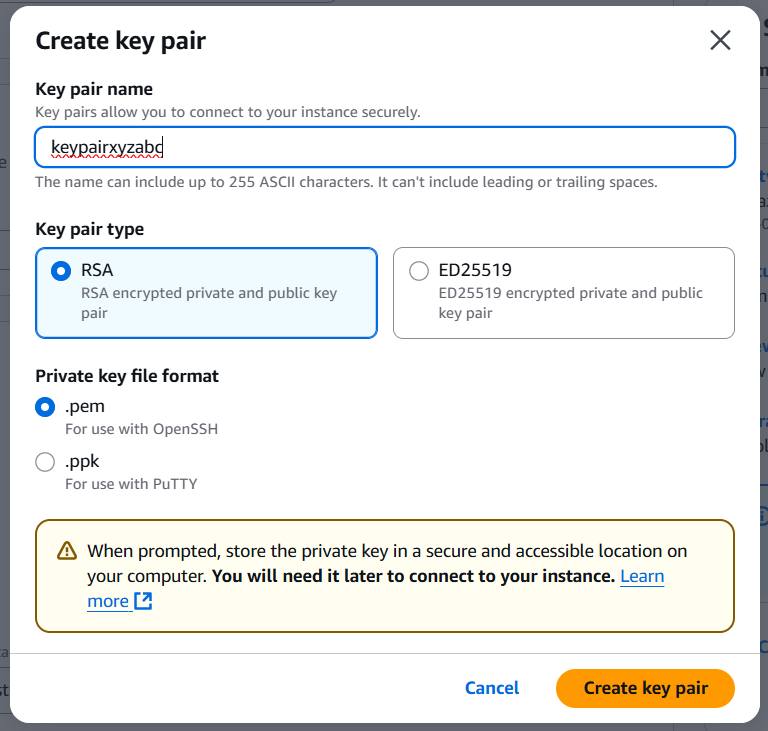 Create key pair
Key pair name
Key pairs allow you to connect to your instance securely.
keypairxyzabc
The name can include up to 255 ASCII characters. It can't include leading or trailing spaces.
Key pair type
RSA
RSA encrypted private and public key
pair
ED25519
ED25519 encrypted private and public
key pair
Private key file format
.pem
For use with OpenSSH
.ppk
For use with PuTTY
When prompted, store the private key in a secure and accessible location on
your computer. You will need it later to connect to your instance. Learn
more
Cancel
Create key pair